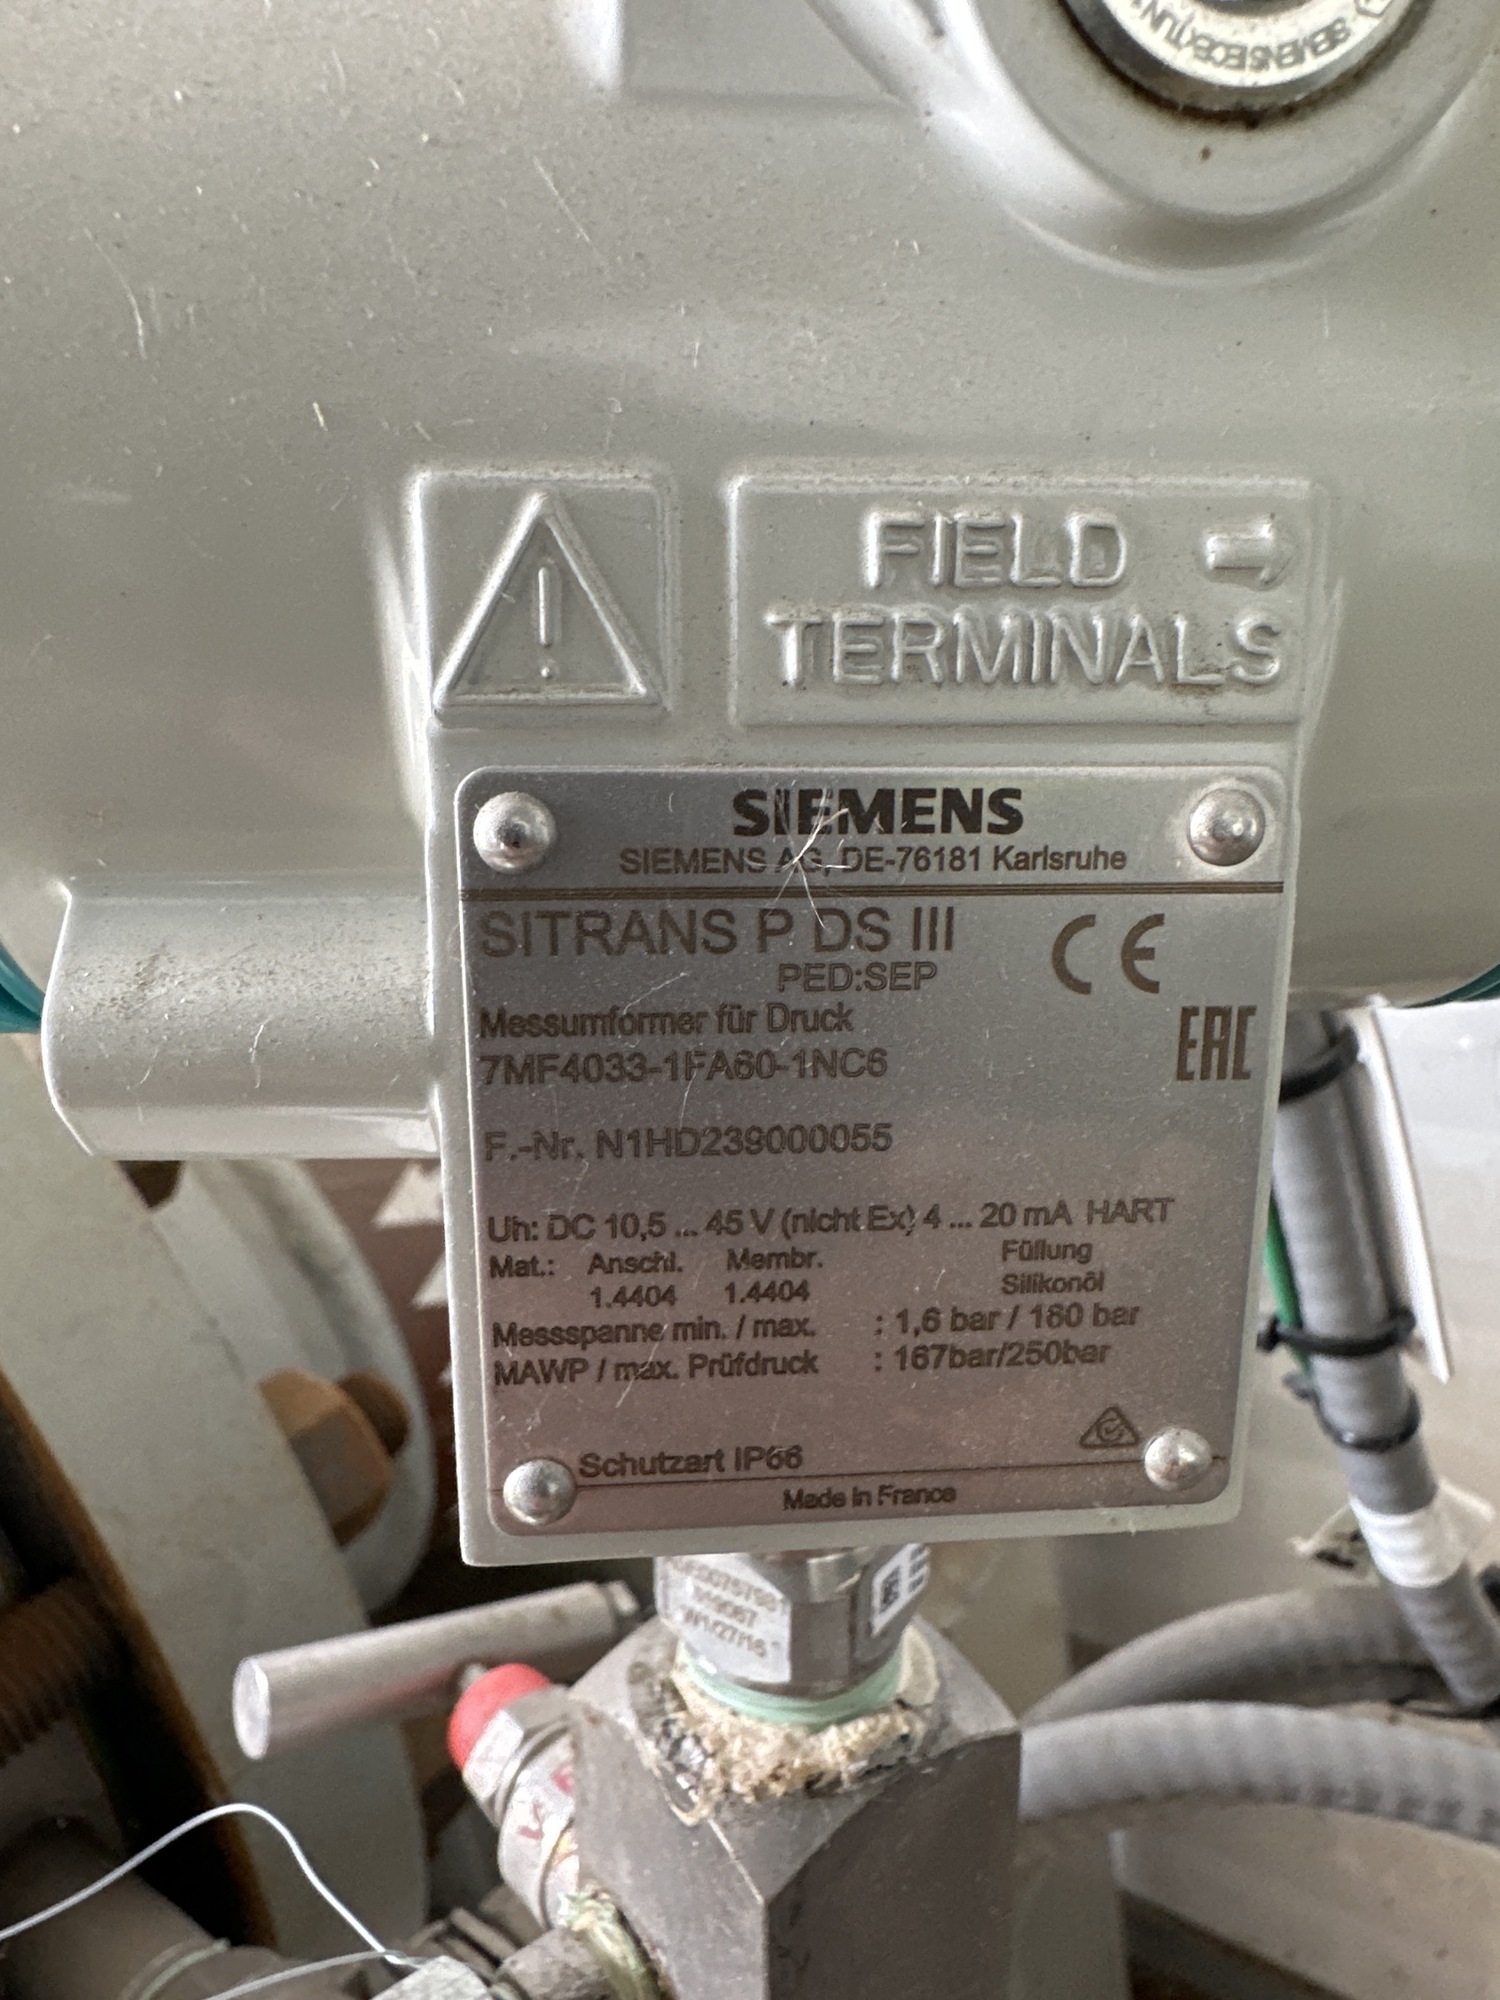 FIELD
TERMINALS
SIEMENS
SIEMENS AG, DE-76181 Karlsruhe
SITRANS P DS III
PED:SEP
CE
Messumformer für Druck
7MF4033-1FA60-1NC6
EAC
F.-Nr. N1HD239000055
Uh: DC 10,5 ... 45 V (nicht Ex) 4 ... 20 mA HART
Mat.: Anschl. Membr. Füllung
1.4404 1.4404 Silikonöl
Messspanne min. / max. : 1,6 bar / 160 bar
MAWP / max. Prüfdruck : 167bar/250bar
Schutzart IP66
Made in France